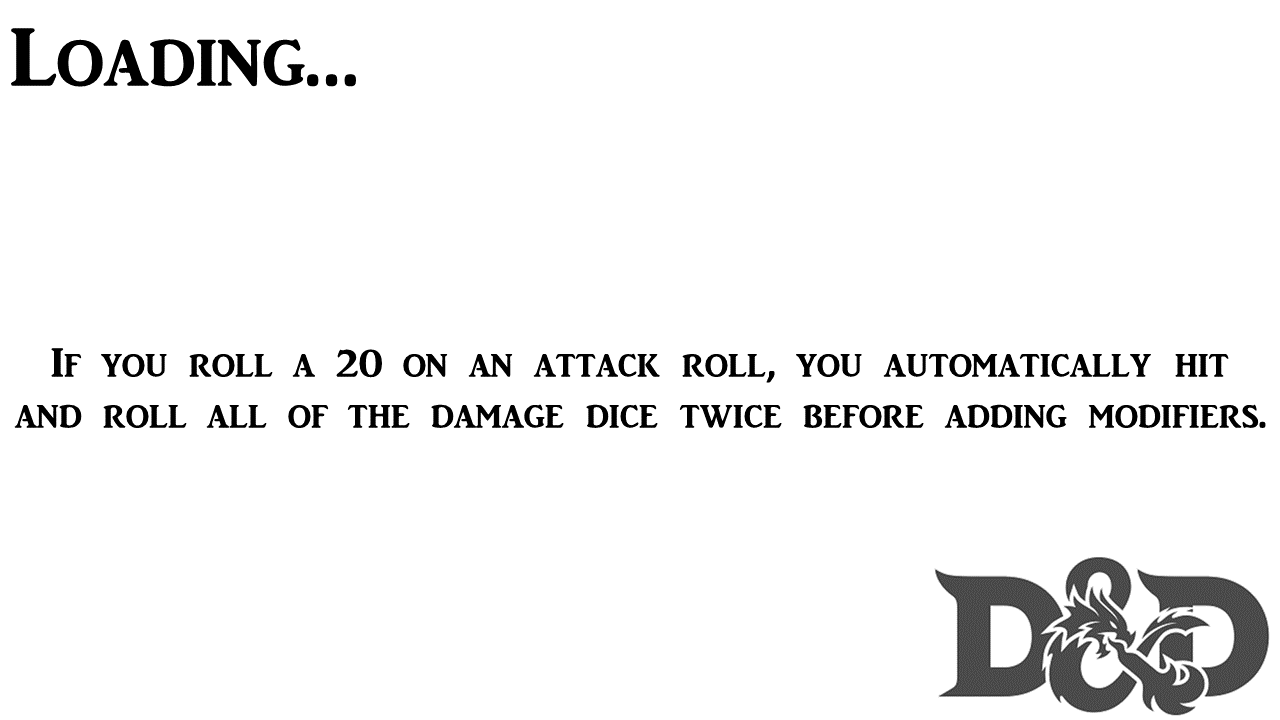 Loading...
If you roll a 20 on an attack roll, you automatically hit
and roll all of the damage dice twice before adding modifiers.
D&D